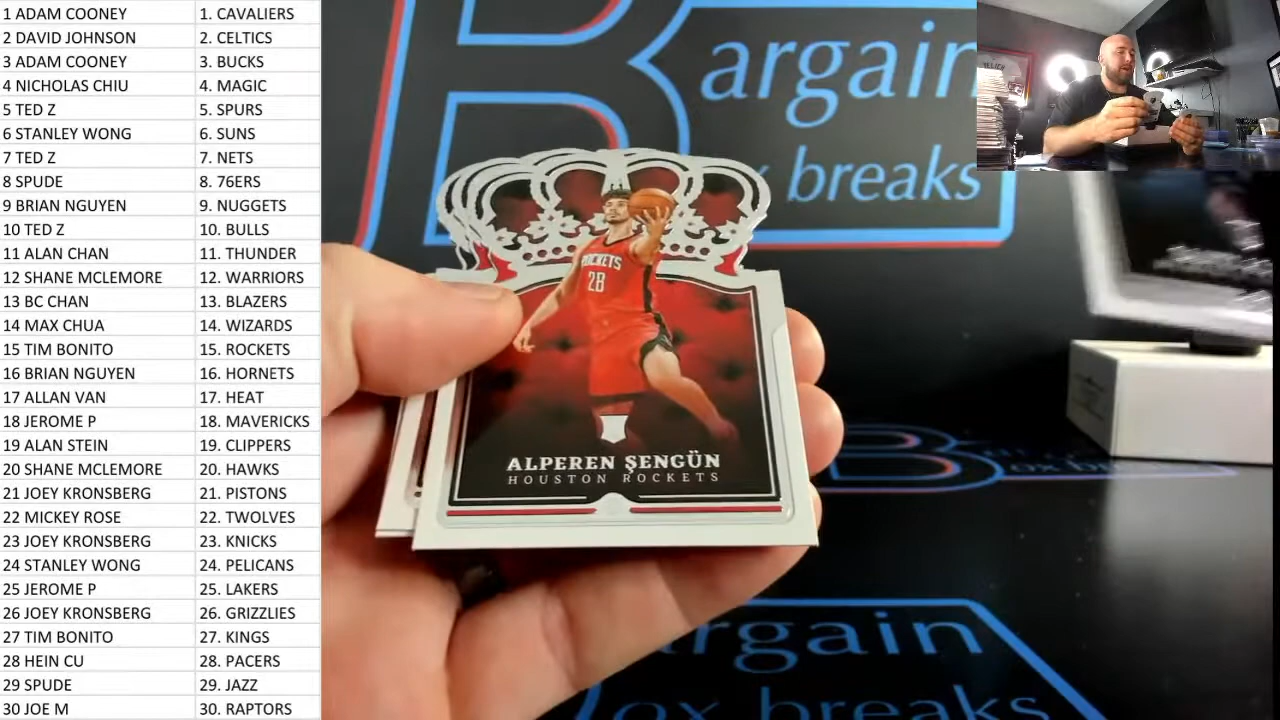 1 ADAM COONEY 1. CAVALIERS
2 DAVID JOHNSON 2. CELTICS
3 ADAM COONEY 3. BUCKS
4 NICHOLAS CHIU 4. MAGIC
5 TED Z 5. SPURS
6 STANLEY WONG 6. SUNS
7 TED Z 7. NETS
8 SPUDE 8. 76ERS
9 BRIAN NGUYEN 9. NUGGETS
10 TED Z 10. BULLS
11 ALAN CHAN 11. THUNDER
12 SHANE MCLEMORE 12. WARRIORS
13 BC CHAN 13. BLAZERS
14 MAX CHUA 14. WIZARDS
15 TIM BONITO 15. ROCKETS
16 BRIAN NGUYEN 16. HORNETS
17 ALLAN VAN 17. HEAT
18 JEROME P 18. MAVERICKS
19 ALAN STEIN 19. CLIPPERS
20 SHANE MCLEMORE 20. HAWKS
21 JOEY KRONSBERG 21. PISTONS
22 MICKEY ROSE 22. TWOLVES
23 JOEY KRONSBERG 23. KNICKS
24 STANLEY WONG 24. PELICANS
25 JEROME P 25. LAKERS
26 JOEY KRONSBERG 26. GRIZZLIES
27 TIM BONITO 27. KINGS
28 HEIN CU 28. PACERS
29 SPUDE 29. JAZZ
30 JOE M 30. RAPTORS
Bargain
breaks
ROCKETS
28
ALPEREN ŞENGÜN
HOUSTON ROCKETS
B
argain
ox breaks